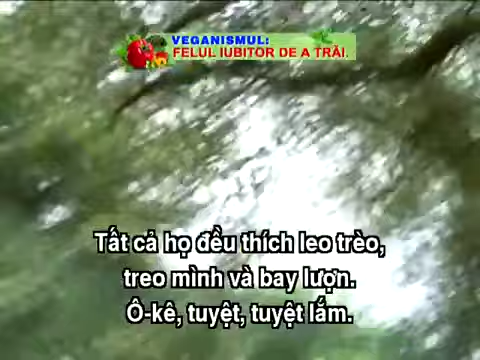 VEGANISMUL:
FELUL IUBITOR DE A TRĂI.
Tất cả họ đều thích leo trèo,
treo mình và bay lượn.
Ô-kê, tuyệt, tuyệt lắm.